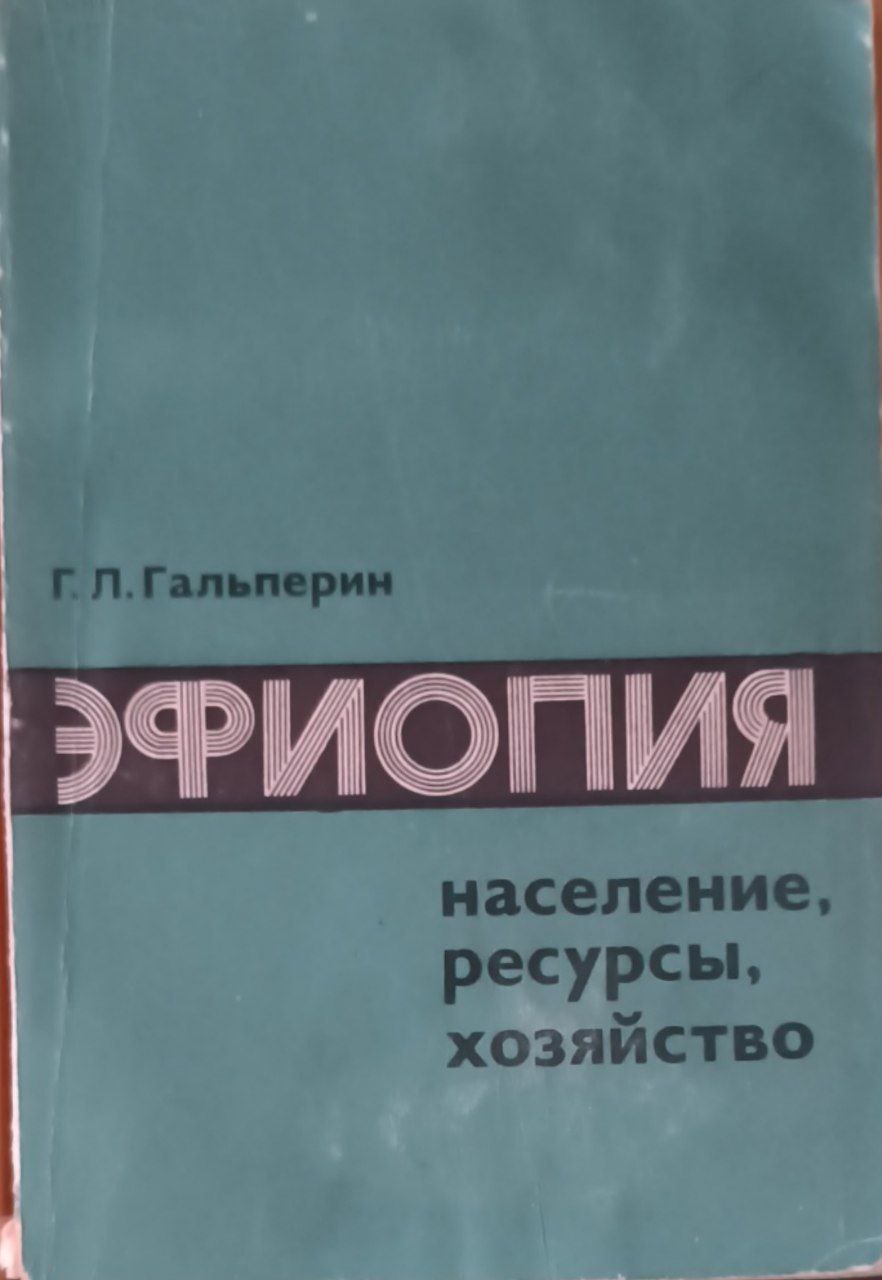 Г. Л. Гальперин
ЭФИОПИЯ
население,
ресурсы,
хозяйство